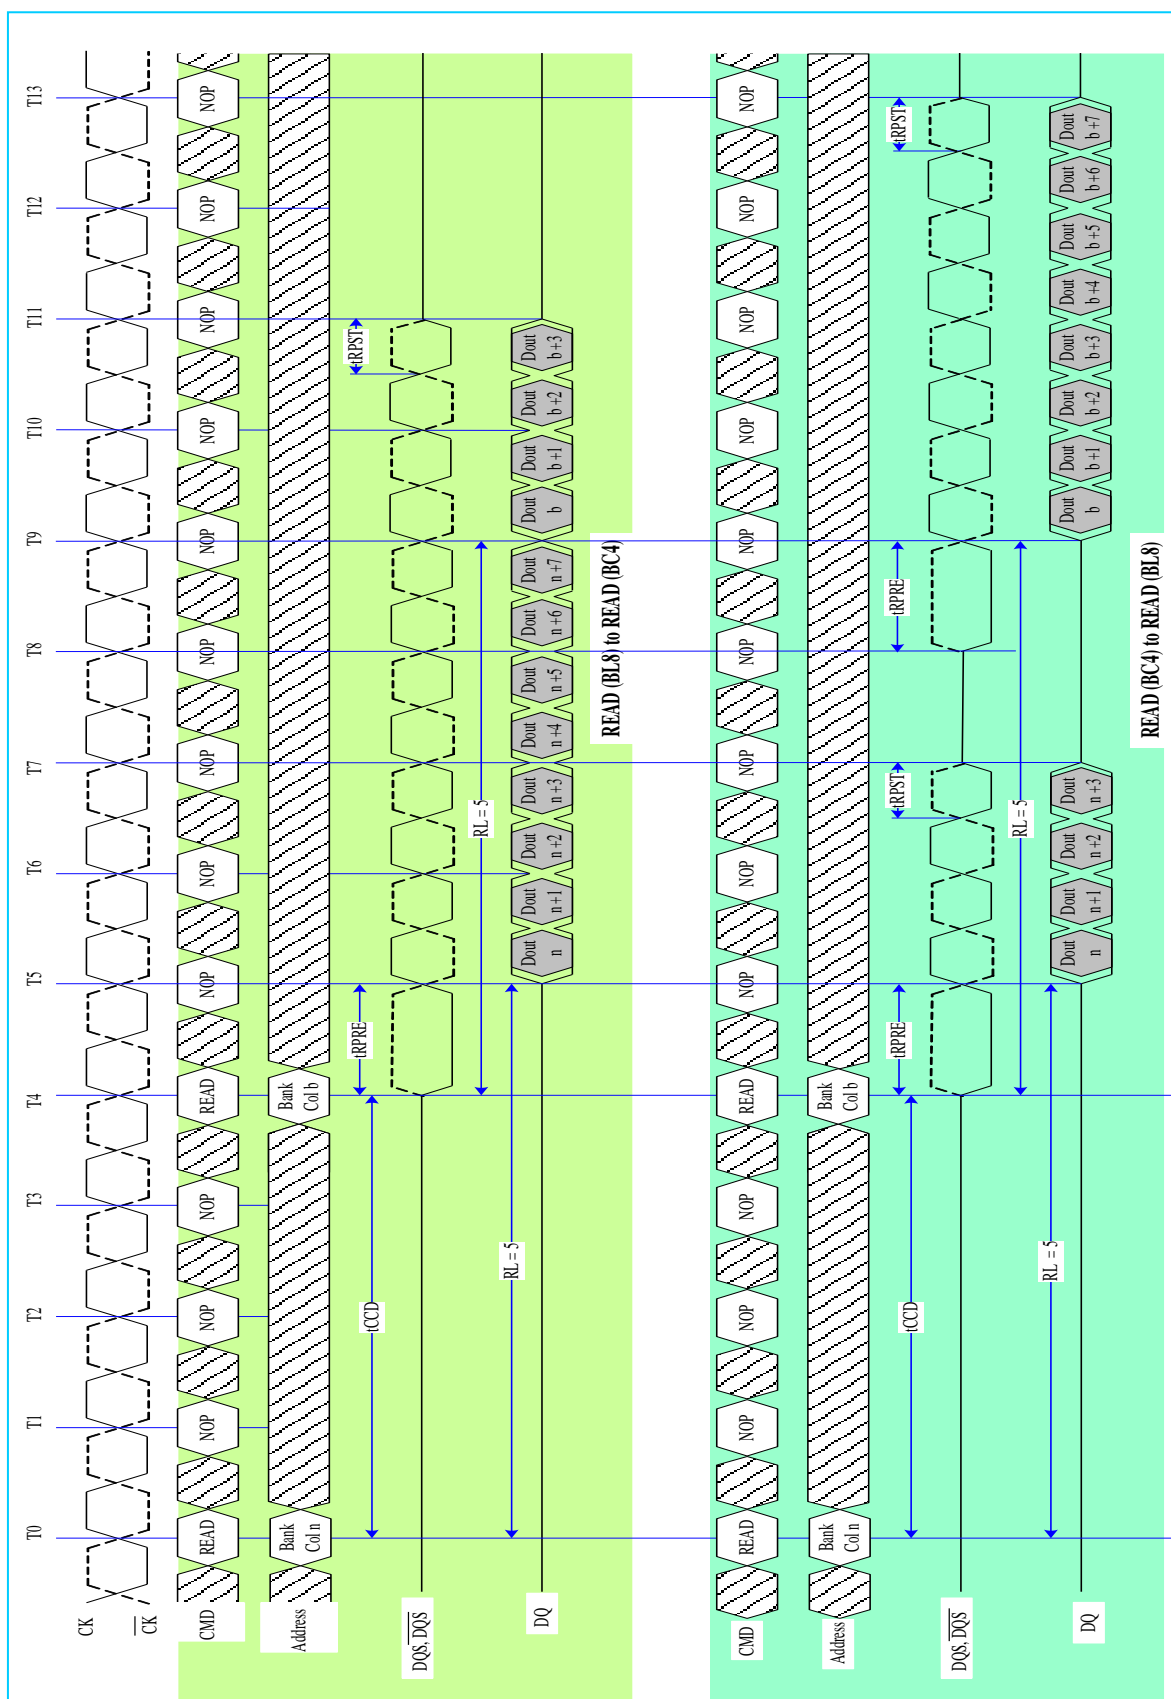 T0 T1 T2 T3 T4 T5 T6 T7 T8 T9 T10 T11 T12 T13
CK
CK
CMD READ NOP NOP NOP READ NOP NOP NOP NOP NOP NOP NOP NOP NOP
Address Bank Col n Bank Col b
tRPRE tRPST
tCCD
DQS, DQS
RL = 5
RL = 5
DQ Dout n Dout n+1 Dout n+2 Dout n+3 Dout n+4 Dout n+5 Dout n+6 Dout n+7 Dout b Dout b+1 Dout b+2 Dout b+3
READ (BL8) to READ (BC4)
CMD READ NOP NOP NOP READ NOP NOP NOP NOP NOP NOP NOP NOP NOP
Address Bank Col n Bank Col b
tRPRE tRPST tRPRE tRPST
tCCD
DQS, DQS
RL = 5
RL = 5
DQ Dout n Dout n+1 Dout n+2 Dout n+3 Dout b Dout b+1 Dout b+2 Dout b+3 Dout b+4 Dout b+5 Dout b+6 Dout b+7
READ (BC4) to READ (BL8)